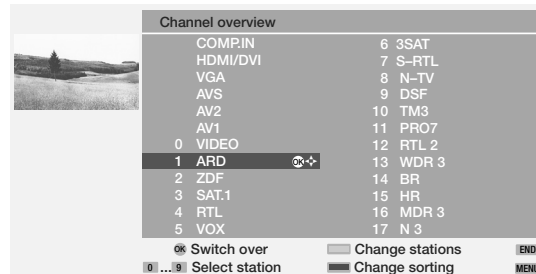 Channel overview
COMP.IN
HDMI/DVI
VGA
AVS
AV2
AV1
0 VIDEO
1 ARD OK
2 ZDF
3 SAT.1
4 RTL
5 VOX
6 3SAT
7 S–RTL
8 N–TV
9 DSF
10 TM3
11 PRO7
12 RTL 2
13 WDR 3
14 BR
15 HR
16 MDR 3
17 N 3
OK Switch over Change stations END
0 ... 9 Select station Change sorting MENU